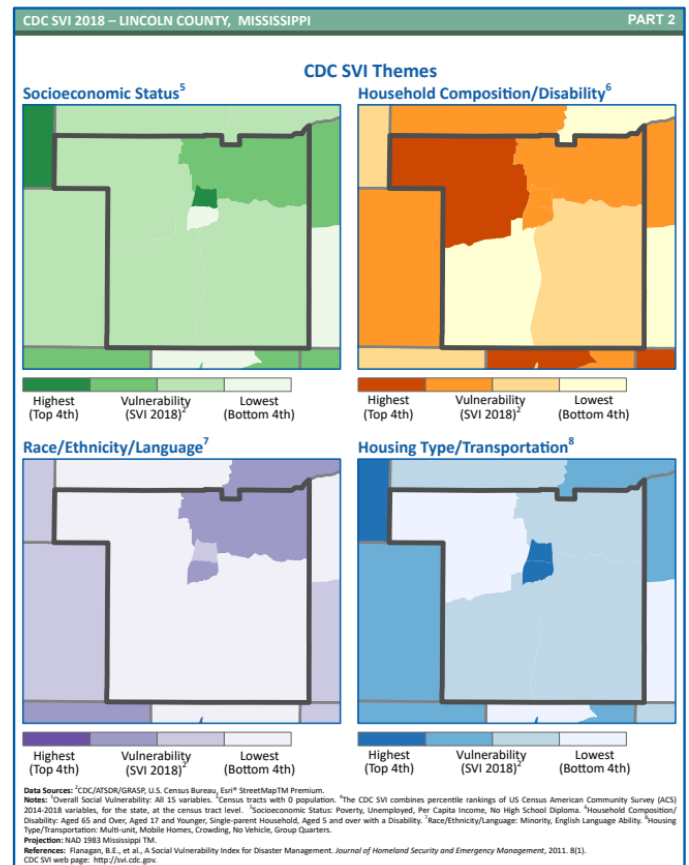 CDC SVI 2018 – LINCOLN COUNTY, MISSISSIPPI PART 2
CDC SVI Themes
Socioeconomic Status⁵ Household Composition/Disability⁶
Highest (Top 4th) Vulnerability (SVI 2018)² Lowest (Bottom 4th)
Highest (Top 4th) Vulnerability (SVI 2018)² Lowest (Bottom 4th)
Race/Ethnicity/Language⁷ Housing Type/Transportation⁸
Highest (Top 4th) Vulnerability (SVI 2018)² Lowest (Bottom 4th)
Highest (Top 4th) Vulnerability (SVI 2018)² Lowest (Bottom 4th)
Data Sources: ²CDC/ATSDR/GRASP, U.S. Census Bureau, Esri® StreetMapTM Premium.
Notes: ¹Overall Social Vulnerability: All 15 variables. ³Census tracts with 0 population. ⁴The CDC SVI combines percentile rankings of US Census American Community Survey (ACS)
2014-2018 variables, for the state, at the census tract level. ⁵Socioeconomic Status: Poverty, Unemployed, Per Capita Income, No High School Diploma. ⁶Household Composition/
Disability: Aged 65 and Over, Aged 17 and Younger, Single-parent Household, Aged 5 and over with a Disability. ⁷Race/Ethnicity/Language: Minority, English Language Ability. ⁸Housing
Type/Transportation: Multi-unit, Mobile Homes, Crowding, No Vehicle, Group Quarters.
Projection: NAD 1983 Mississippi TM.
References: Flanagan, B.E., et al., A Social Vulnerability Index for Disaster Management. Journal of Homeland Security and Emergency Management, 2011. 8(1).
CDC SVI web page: http://svi.cdc.gov.